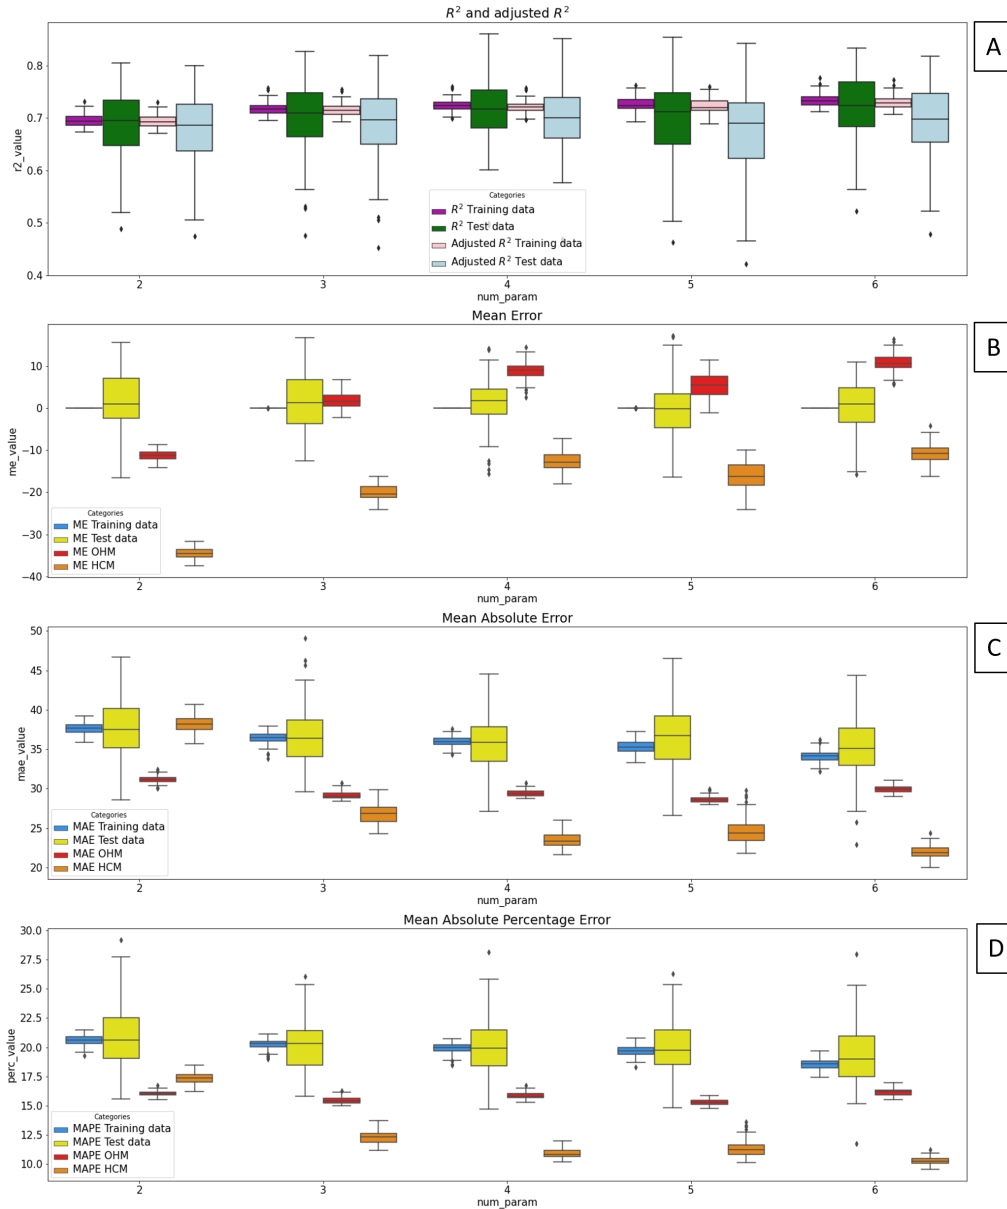 R² and adjusted R²
A
r2_value
0.8
0.7
0.6
0.5
0.4
Categories
R² Training data
R² Test data
Adjusted R² Training data
Adjusted R² Test data
2 3 4 5 6
num_param
Mean Error
B
me_value
10
0
−10
−20
−30
−40
Categories
ME Training data
ME Test data
ME OHM
ME HCM
2 3 4 5 6
num_param
Mean Absolute Error
C
mae_value
50
45
40
35
30
25
20
Categories
MAE Training data
MAE Test data
MAE OHM
MAE HCM
2 3 4 5 6
num_param
Mean Absolute Percentage Error
D
perc_value
30.0
27.5
25.0
22.5
20.0
17.5
15.0
12.5
10.0
Categories
MAPE Training data
MAPE Test data
MAPE OHM
MAPE HCM
2 3 4 5 6
num_param